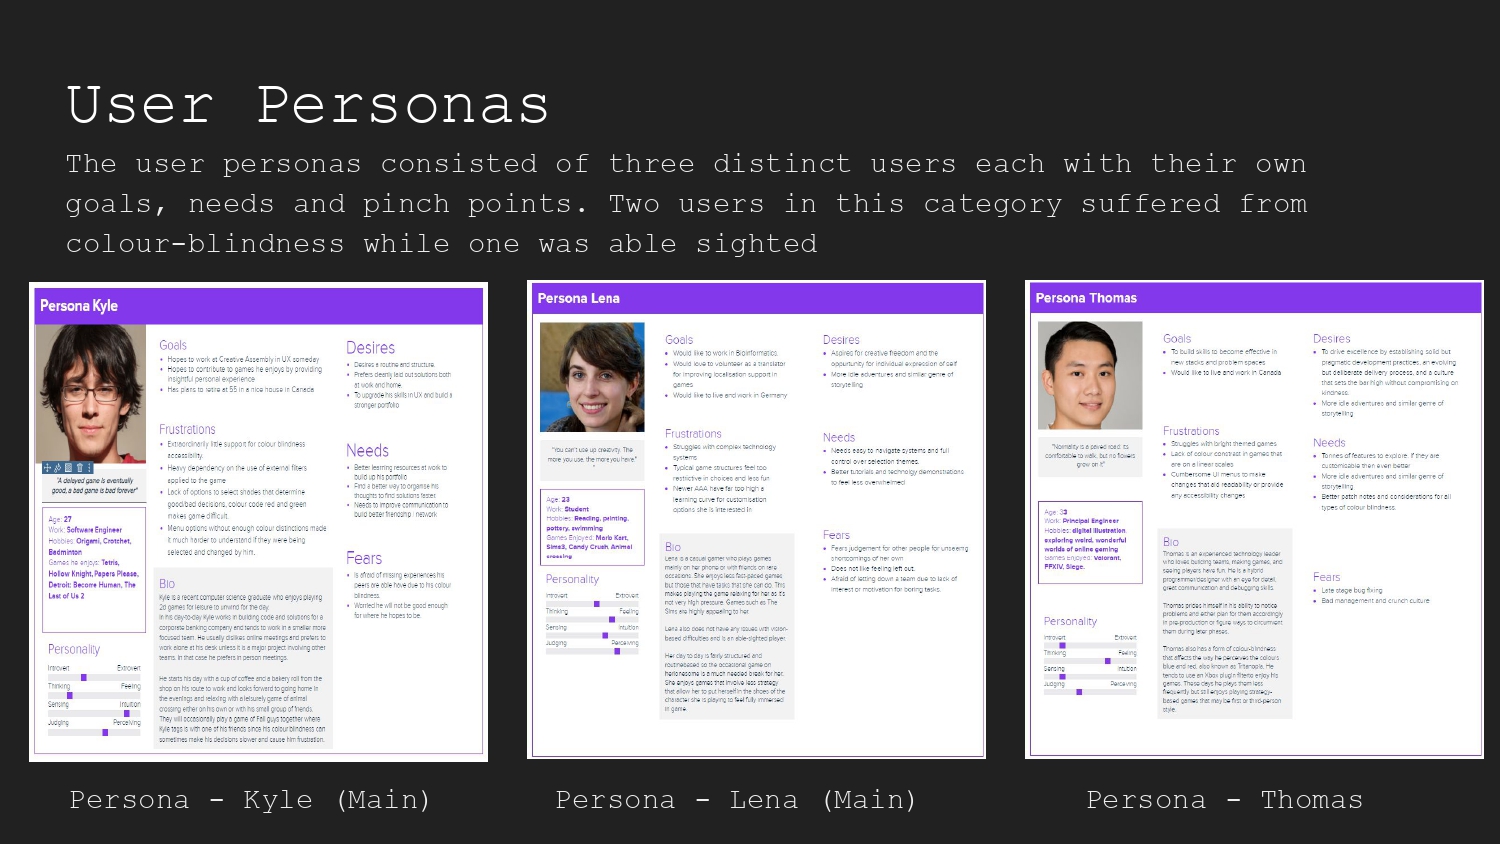 User Personas
The user personas consisted of three distinct users each with their own
goals, needs and pinch points. Two users in this category suffered from
colour-blindness while one was able sighted
Persona Kyle
"A delayed game is eventually
good, a bad game is bad forever"
Age: 27
Work: Software Engineer
Hobbies: Origami, Crotchet,
Badminton
Games he enjoys: Tetris,
Hollow Knight, Papers Please,
Detroit: Become Human, The
Last of Us 2
Personality
Introvert Extrovert
Thinking Feeling
Sensing Intuition
Judging Perceiving
Goals
Hopes to work at Creative Assembly in UX someday
Hopes to contribute to games he enjoys by providing
insightful personal experience
Has plans to retire at 55 in a nice house in Canada
Frustrations
Extraordinarily little support for colour blindness
accessibility.
Heavy dependency on the use of external filters
applied to the game
Lack of options to select shades that determine
good/bad decisions, colour code red and green
makes game difficult.
Menu options without enough colour distinctions made
it much harder to understand if they were being
selected and changed by him.
Bio
Kyle is a recent computer science graduate who enjoys playing
2d games for leisure to unwind for the day.
In his day-to-day Kyle works in building code and solutions for a
corporate banking company and tends to work in a smaller more
focused team. He usually dislikes online meetings and prefers to
work alone at his desk unless it is a major project involving other
teams. In that case he prefers in person meetings.
He starts his day with a cup of coffee and a bakery roll from the
shop on his route to work and looks forward to going home in
the evenings and relaxing with a leisurely game of animal
crossing either on his own or with his small group of friends.
They will occasionally play a game of Fall guys together where
Kyle tags is with one of his friends since his colour blindness can
sometimes make his decisions slower and cause him frustration.
Desires
Desires a routine and structure.
Prefers cleanly laid out solutions both
at work and home.
To upgrade his skills in UX and build a
stronger portfolio
Needs
Better learning resources at work to
build up his portfolio
Find a better way to organise his
thoughts to find solutions faster.
Needs to improve communication to
build better friendship / network
Fears
Is afraid of missing experiences his
peers are able have due to his colour
blindness.
Worried he will not be good enough
for where he hopes to be.
Persona Lena
"You can't use up creativity. The
more you use, the more you have."
"
Age: 23
Work: Student
Hobbies: Reading, painting,
pottery, swimming
Games Enjoyed: Mario Kart,
Sims3, Candy Crush. Animal
crossing
Personality
Introvert Extrovert
Thinking Feeling
Sensing Intuition
Judging Perceiving
Goals
Would like to work in Bioinformatics.
Would love to volunteer as a translator
for improving localisation support in
games
Would like to live and work in Germany
Frustrations
Struggles with complex technology
systems.
Typical game structures feel too
restrictive in choices and less fun
Newer AAA have far too high a
learning curve for customisation
options she is interested in
Bio
Lena is a casual gamer who plays games
mainly on her phone or with friends on rare
occasions. She enjoys less fast-paced games
but those that have tasks that she can do. This
makes playing the game relaxing for her as it's
not very high pressure. Games such as The
Sims are highly appealing to her.
Lena also does not have any issues with vision-
based difficulties and is an able-sighted player.
Her day to day is fairly structured and
routine based so the occasional game on
her lonesome is a much needed break for her.
She enjoys games that involve less strategy
that allow her to put herself in the shoes of the
character she is playing to feel fully immersed
in game.
Desires
Aspires for creative freedom and the
opportunity for individual expression of self
More idle adventures and similar genre of
storytelling.
Needs
Needs easy to navigate systems and full
control over selection themes.
Better tutorials and technolgy demonstrations
to feel less overwhelmed.
Fears
Fears judgement for other people for unseemg
shortcomings of her own.
Does not like feeling left out.
Afraid of letting down a team due to lack of
interest or motivation for boring tasks.
Persona Thomas
"Normality is a paved road: its
comfortable to walk, but no flowers
grow on it"
Age: 33
Work: Principal Engineer
Hobbies: digital illustration,
exploring weird, wonderful
worlds of online gaming
Games Enjoyed: Valorant,
FFXIV, Siege.
Personality
Introvert Extrovert
Thinking Feeling
Sensing Intuition
Judging Perceiving
Goals
To build skills to become effective in
new stacks and problem spaces
Would like to live and work in Canada
Frustrations
Struggles with bright themed games
Lack of colour constrast in games that
are on a linear scales
Cumbersome UI menus to make
changes that aid readability or provide
any accessibility changes
Bio
Thomas is an experienced technology leader
who loves building teams, making games, and
seeing players have fun. He is a hybrid
programmer/designer with an eye for detail,
great communication and debugging skills.
Thomas prides himself in his ability to notice
problems and either plan for them accordingly
in pre-production or figure ways to circumvent
them during later phases.
Thomas also has a form of colour-blindness
that affects the way he perceives the colours
blue and red, also known as Tritanopia. He
tends to use an Xbox plugin filter to enjoy his
games. These days he plays them less
frequently but still enjoys playing strategy-
based games that may be first or third-person
style.
Desires
To drive excellence by establishing solid but
pragmatic development practices, an evolving
but deliberate delivery process, and a culture
that sets the bar high without compromising on
kindness.
More idle adventures and similar genre of
storytelling
Needs
Tonnes of features to explore. If they are
customisable then even better
More idle adventures and similar genre of
storytelling.
Better patch notes and considerations for all
types of colour blindness.
Fears
Late stage bug fixing
Bad management and crunch culture
Persona - Kyle (Main)
Persona - Lena (Main)
Persona - Thomas